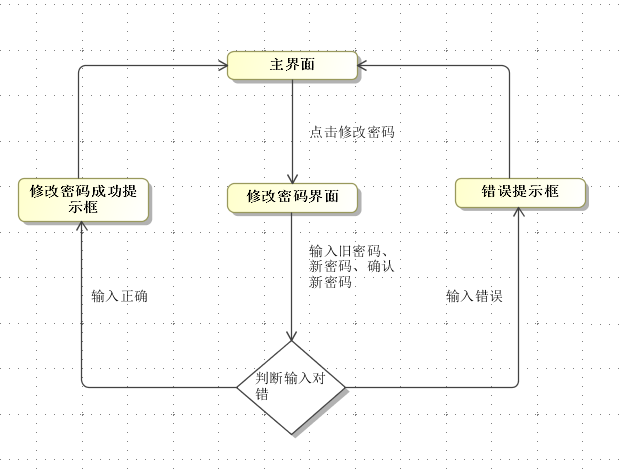 主界面
点击修改密码
修改密码成功提
示框
修改密码界面
错误提示框
输入旧密码、
新密码、确认
新密码
输入正确
输入错误
判断输入对
错